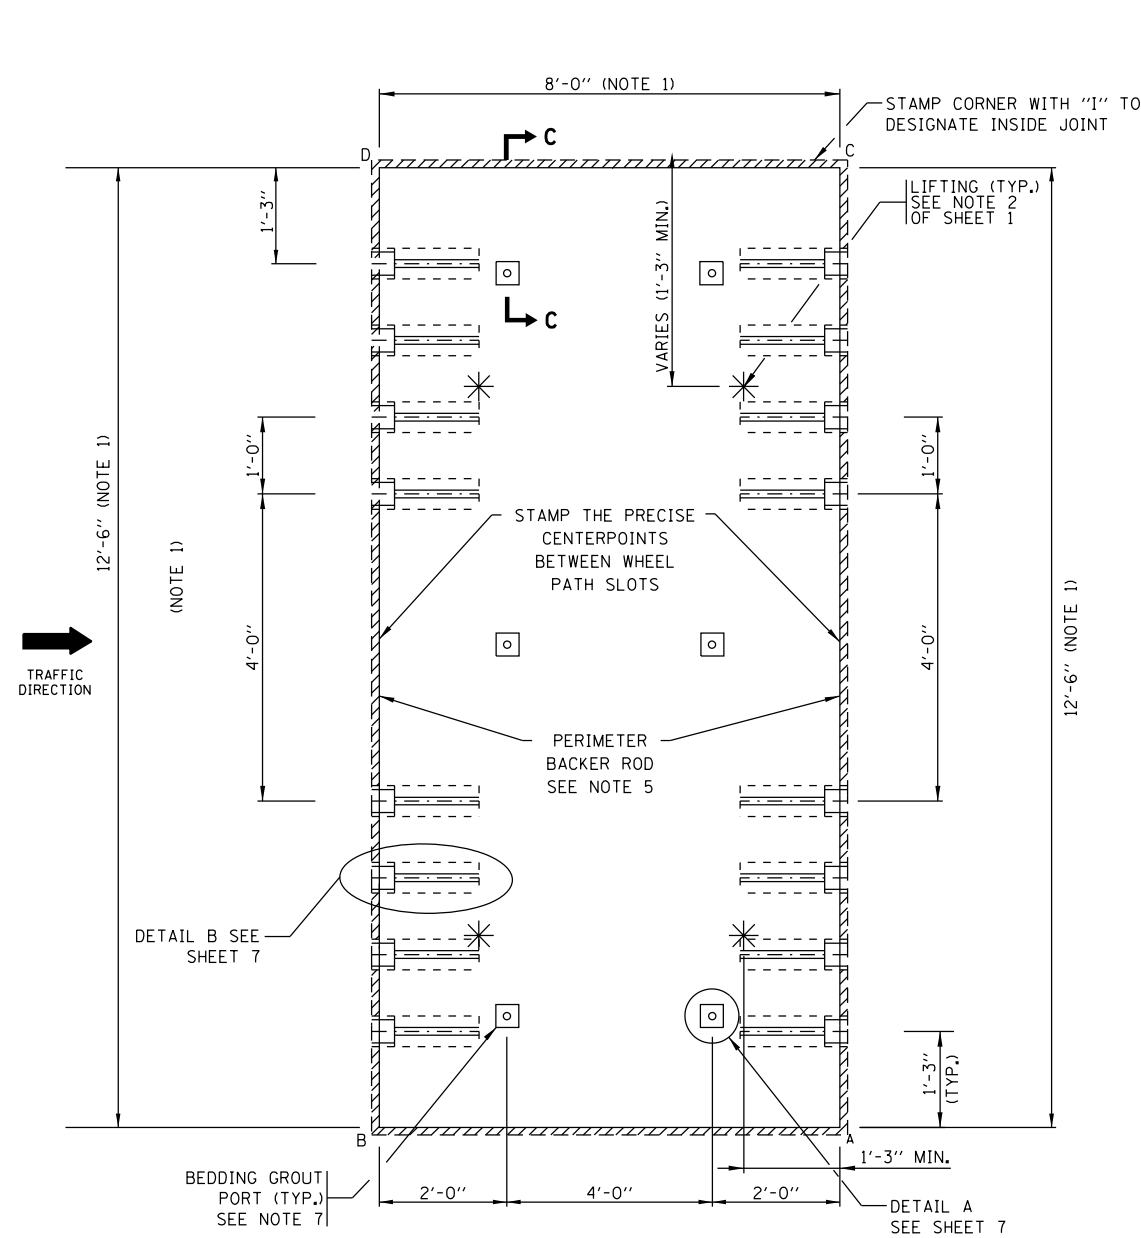 8'-0" (NOTE 1)
STAMP CORNER WITH "I" TO
DESIGNATE INSIDE JOINT
C
D
C
LIFTING (TYP.)
SEE NOTE 2
OF SHEET 1
1'-3"
VARIES (1'-3" MIN.)
C
12'-6" (NOTE 1)
(NOTE 1)
1'-0"
1'-0"
STAMP THE PRECISE
CENTERPOINTS
BETWEEN WHEEL
PATH SLOTS
4'-0"
4'-0"
12'-6" (NOTE 1)
TRAFFIC
DIRECTION
PERIMETER
BACKER ROD
SEE NOTE 5
DETAIL B SEE
SHEET 7
1'-3"
(TYP.)
B
A
1'-3" MIN.
BEDDING GROUT
PORT (TYP.)
SEE NOTE 7
2'-0"
4'-0"
2'-0"
DETAIL A
SEE SHEET 7